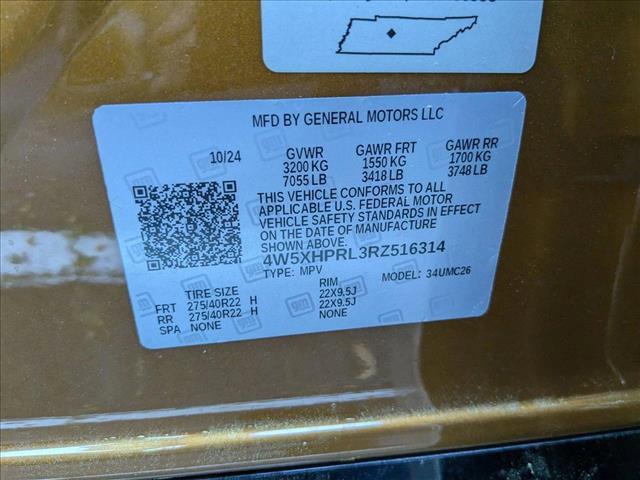 MFD BY GENERAL MOTORS LLC
10/24 GVWR GAWR FRT GAWR RR
3200 KG 1550 KG 1700 KG
7055 LB 3418 LB 3748 LB
THIS VEHICLE CONFORMS TO ALL
APPLICABLE U.S. FEDERAL MOTOR
VEHICLE SAFETY STANDARDS IN EFFECT
ON THE DATE OF MANUFACTURE
SHOWN ABOVE.
4W5XHPRL3RZ516314
TYPE: MPV MODEL: 34UMC26
TIRE SIZE RIM
FRT 275/40R22 H 22X9.5J
RR 275/40R22 H 22X9.5J
SPA NONE NONE